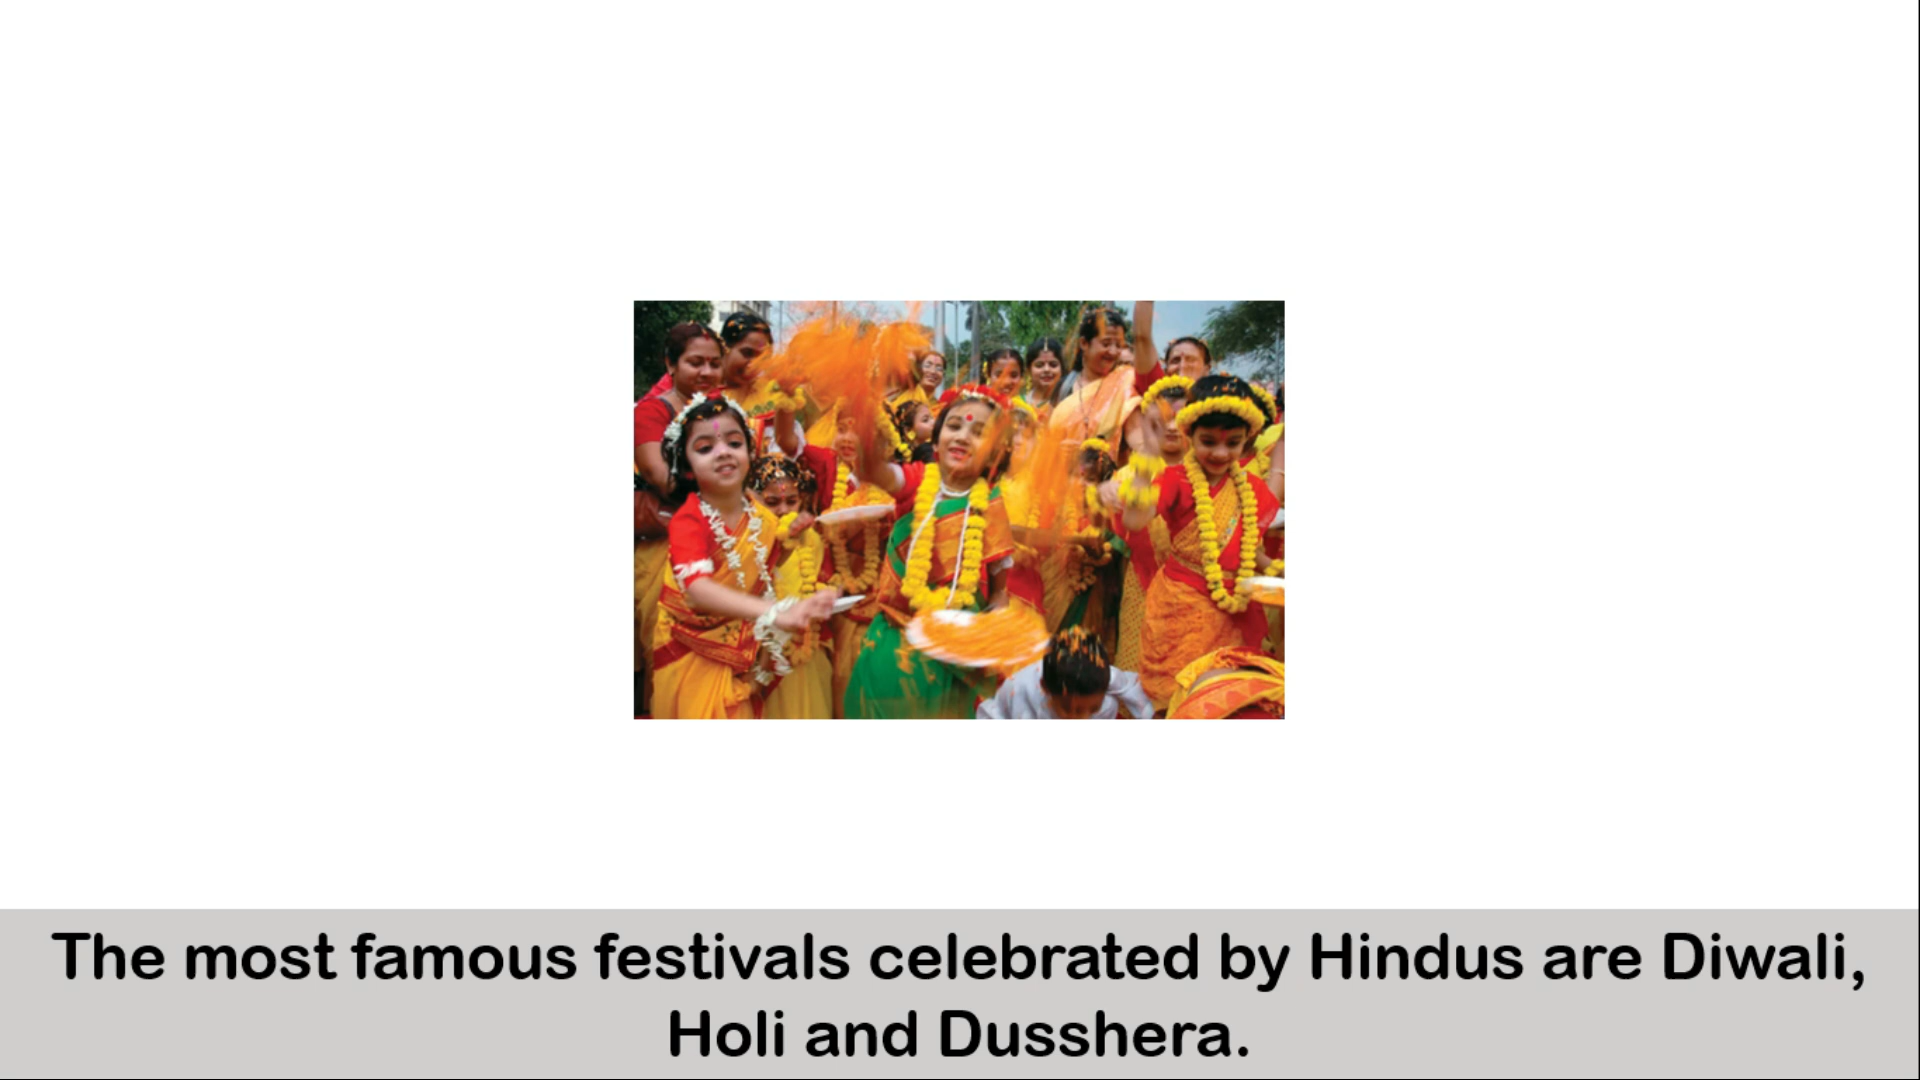 The most famous festivals celebrated by Hindus are Diwali,
Holi and Dusshera.